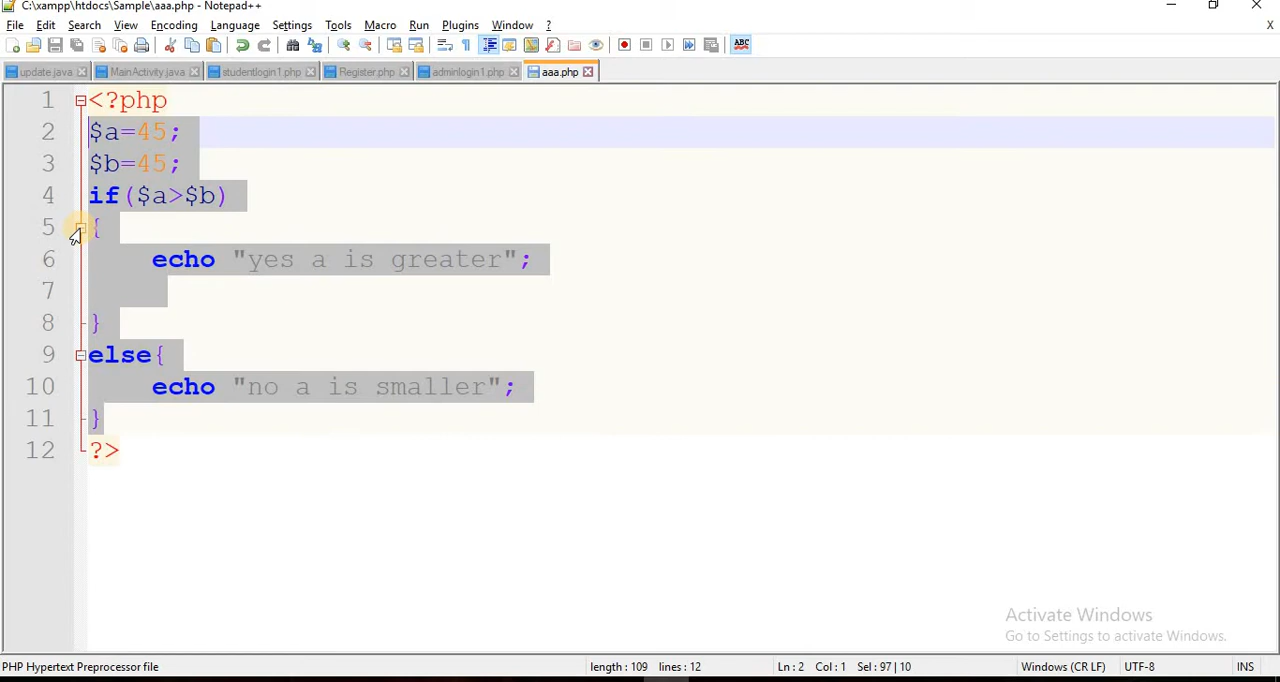 C:\xampp\htdocs\Sample\aaa.php - Notepad++
File Edit Search View Encoding Language Settings Tools Macro Run Plugins Window ? X
update.java MainActivity.java studentlogin1.php Register.php adminlogin1.php aaa.php
1 <?php
2 $a=45;
3 $b=45;
4 if($a>$b)
5 {
6 echo "yes a is greater";
7
8 }
9 else{
10 echo "no a is smaller";
11 }
12 ?>
Activate Windows
Go to Settings to activate Windows.
PHP Hypertext Preprocessor file length : 109 lines : 12 Ln : 2 Col : 1 Sel : 97 | 10 Windows (CR LF) UTF-8 INS